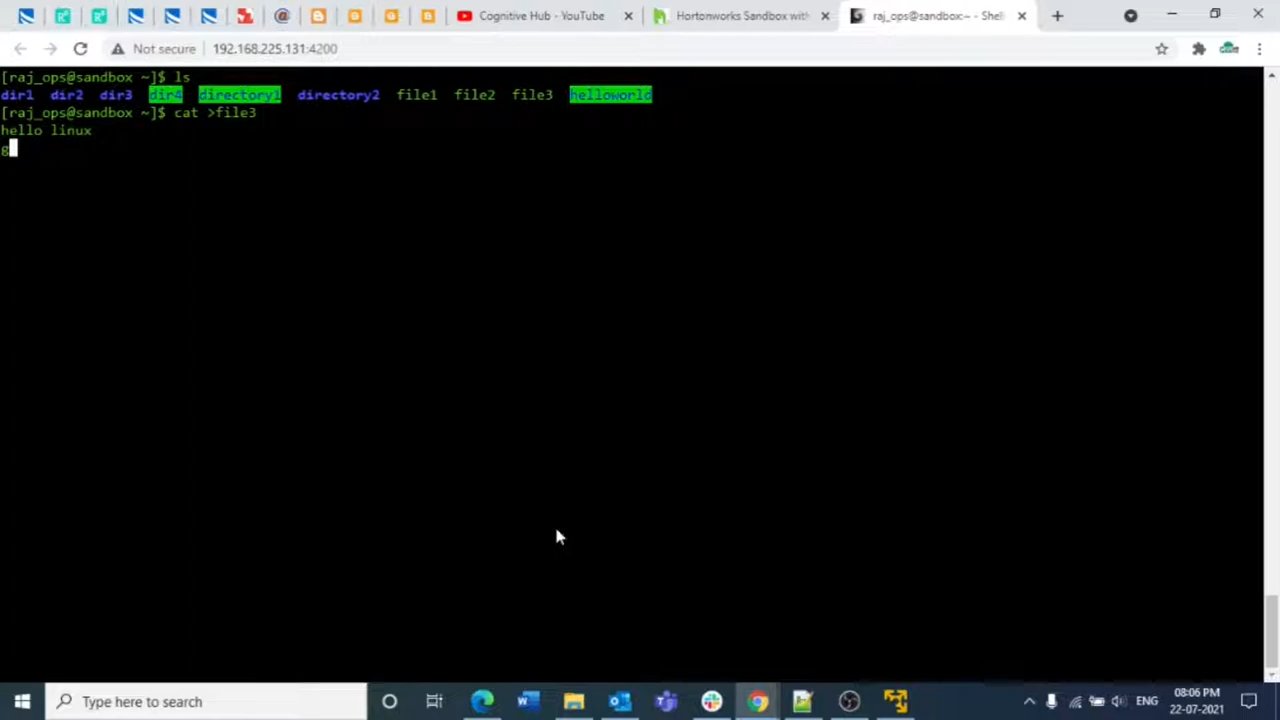 Cognitive Hub - YouTube
Hortonworks Sandbox with
raj_ops@sandbox:~ - Shell
Not secure 192.168.225.131:4200
[raj_ops@sandbox ~]$ ls
dir1 dir2 dir3 dir4 directory1 directory2 file1 file2 file3 helloworld
[raj_ops@sandbox ~]$ cat >file3
hello linux
g
Type here to search
ENG
08:06 PM
22-07-2021